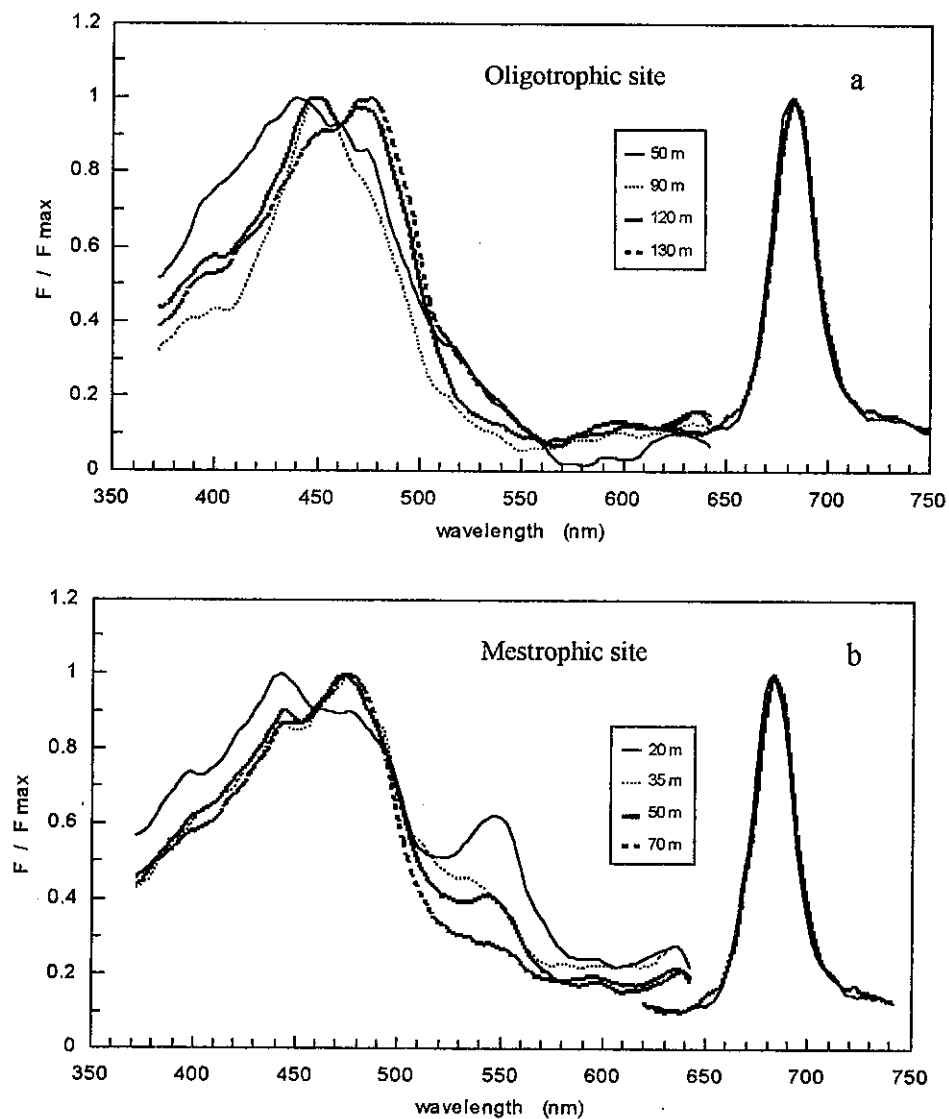 1.2
Oligotrophic site
a
1
50 m
90 m
120 m
130 m
0.8
0.6
0.4
0.2
0
F / F max
350 400 450 500 550 600 650 700 750
wavelength (nm)
1.2
Mestrophic site
b
1
20 m
35 m
50 m
70 m
0.8
0.6
0.4
0.2
0
F / F max
350 400 450 500 550 600 650 700 750
wavelength (nm)